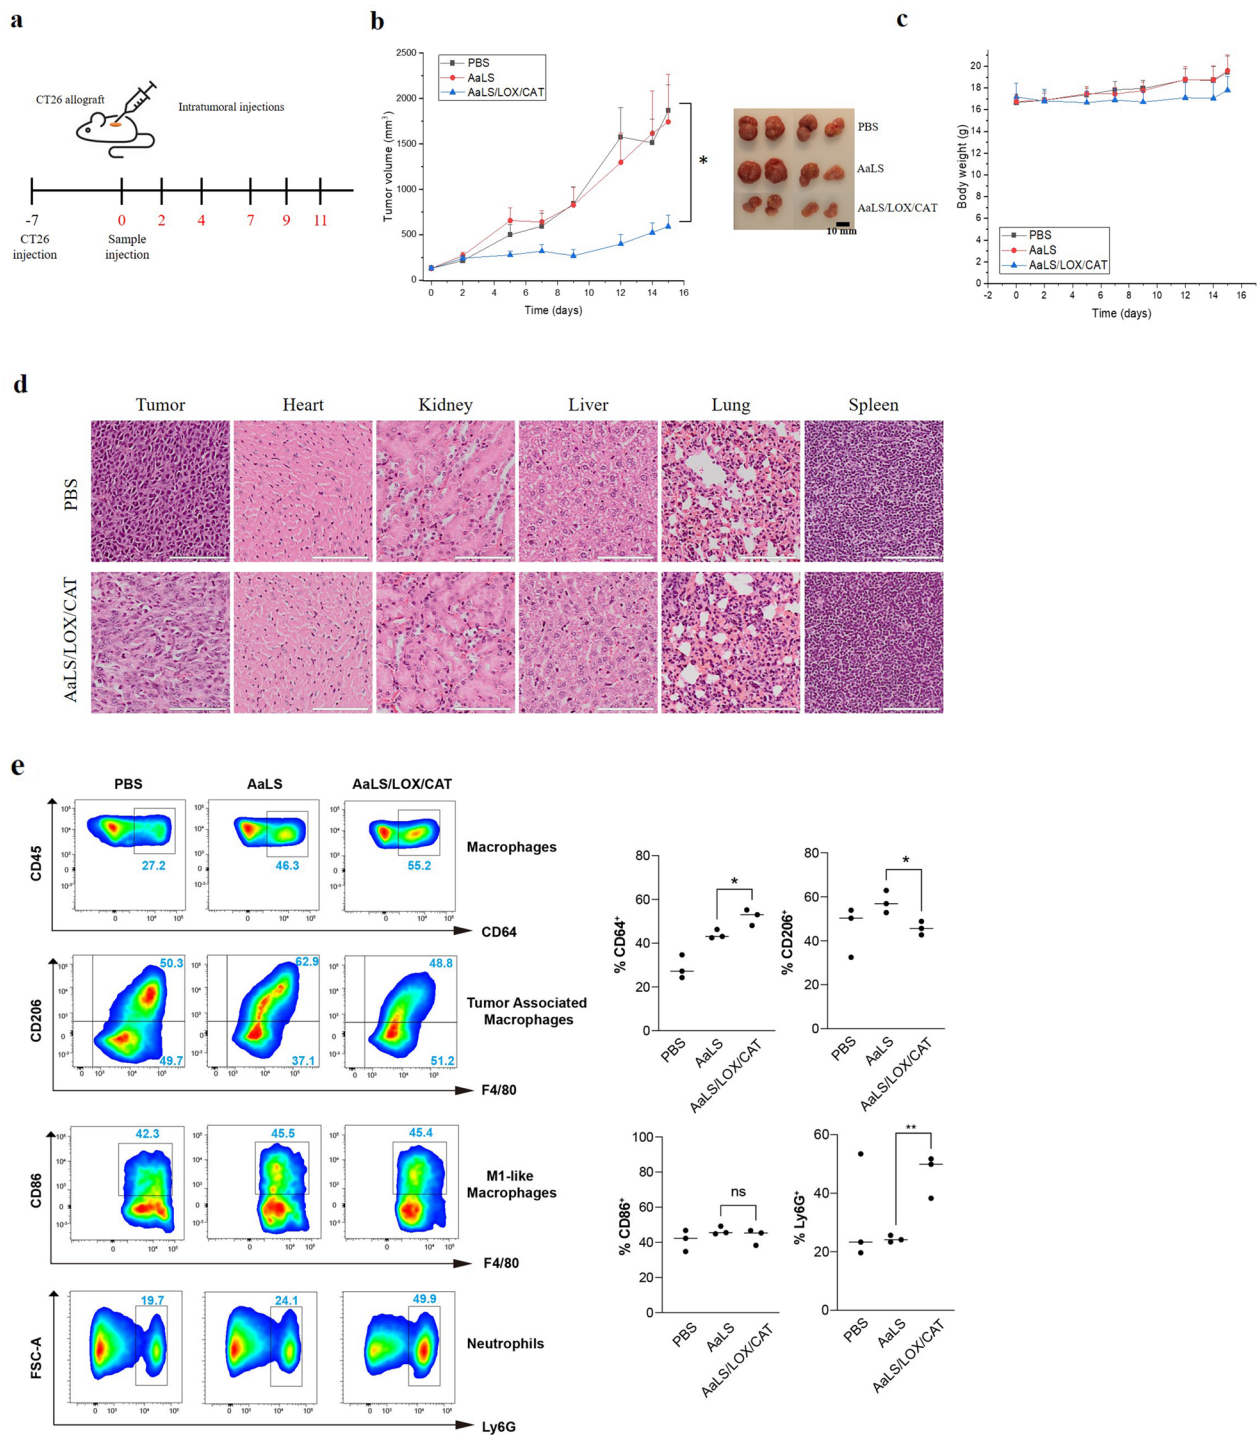 a
CT26 allograft
Intratumoral injections
-7
0
2
4
7
9
11
CT26
injection
Sample
injection
b
PBS
AaLS
AaLS/LOX/CAT
2500
2000
1500
1000
500
0
Tumor volume (mm³)
0 2 4 6 8 10 12 14 16
Time (days)
*
PBS
AaLS
AaLS/LOX/CAT
10 mm
c
20
18
16
14
12
10
8
6
4
2
0
Body weight (g)
PBS
AaLS
AaLS/LOX/CAT
-2 0 2 4 6 8 10 12 14 16
Time (days)
d
Tumor Heart Kidney Liver Lung Spleen
PBS
AaLS/LOX/CAT
e
PBS AaLS AaLS/LOX/CAT
CD45
27.2 46.3 55.2
Macrophages
CD64
CD206
50.3 62.9 48.8
Tumor Associated
Macrophages
49.7 37.1 51.2
F4/80
CD86
42.3 45.5 45.4
M1-like
Macrophages
F4/80
FSC-A
19.7 24.1 49.9
Neutrophils
Ly6G
% CD64⁺
80
60
40
20
0
*
PBS
AaLS
AaLS/LOX/CAT
% CD206⁺
80
60
40
20
0
*
PBS
AaLS
AaLS/LOX/CAT
% CD86⁺
100
80
60
40
20
0
ns
PBS
AaLS
AaLS/LOX/CAT
% Ly6G⁺
60
40
20
0
**
PBS
AaLS
AaLS/LOX/CAT